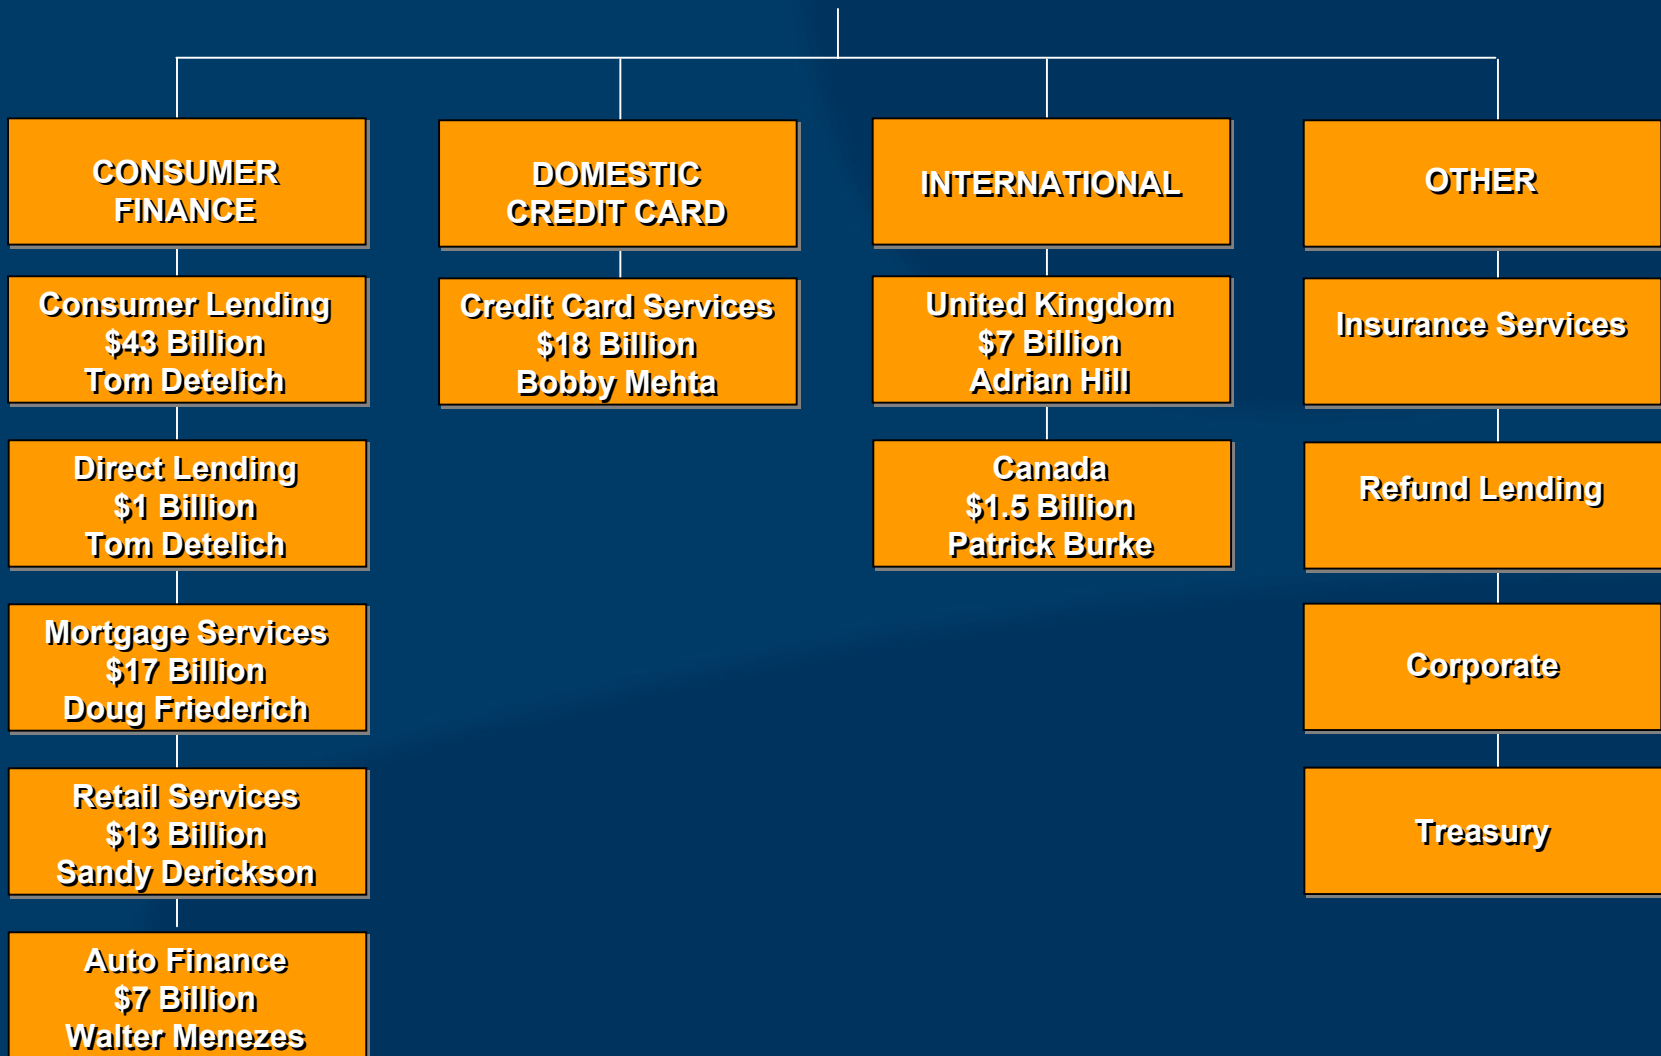 CONSUMER
FINANCE
Consumer Lending
$43 Billion
Tom Detelich
Direct Lending
$1 Billion
Tom Detelich
Mortgage Services
$17 Billion
Doug Friederich
Retail Services
$13 Billion
Sandy Derickson
Auto Finance
$7 Billion
Walter Menezes
DOMESTIC
CREDIT CARD
Credit Card Services
$18 Billion
Bobby Mehta
INTERNATIONAL
United Kingdom
$7 Billion
Adrian Hill
Canada
$1.5 Billion
Patrick Burke
OTHER
Insurance Services
Refund Lending
Corporate
Treasury